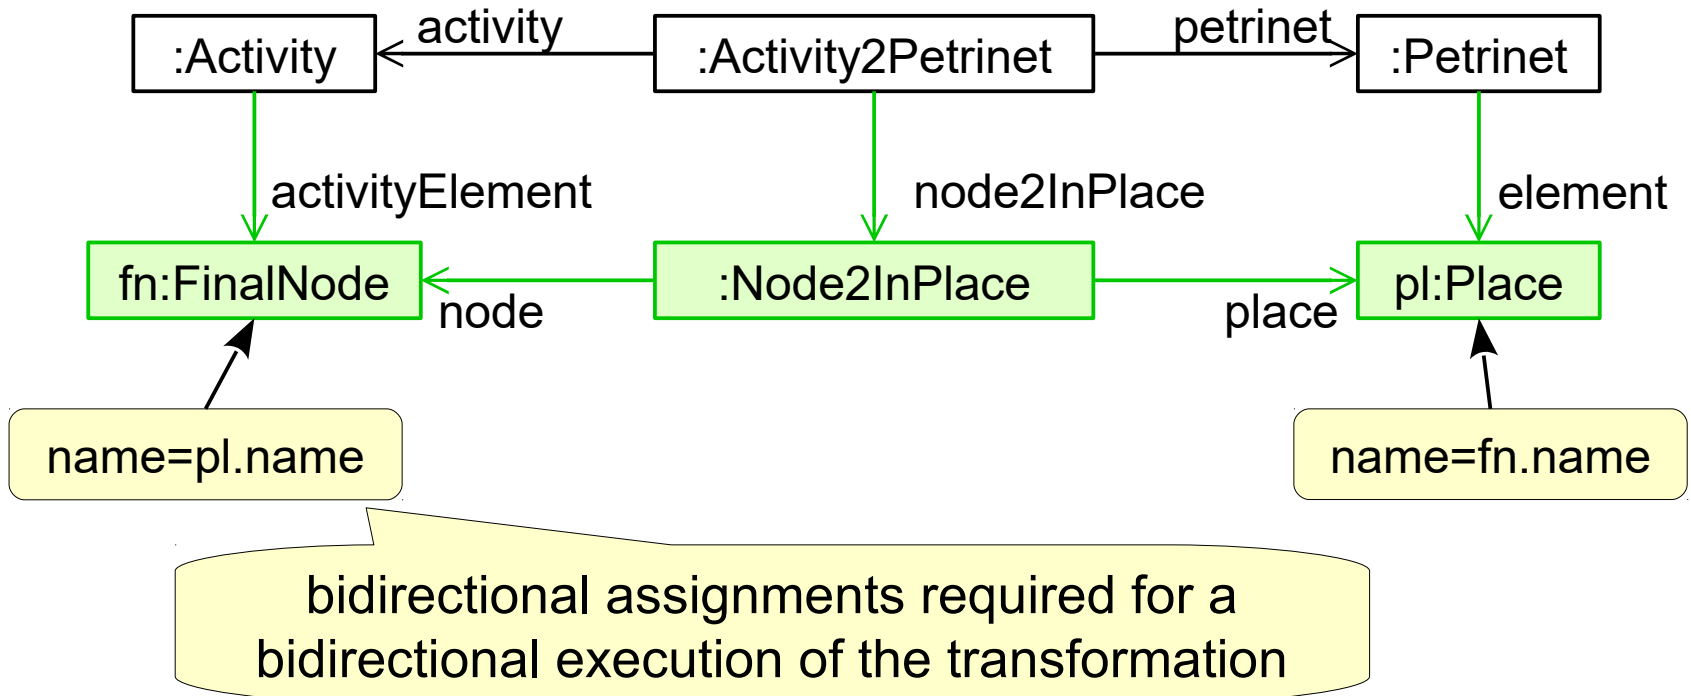 activity
petrinet
:Activity
:Activity2Petrinet
:Petrinet
activityElement
node2InPlace
element
fn:FinalNode
:Node2InPlace
pl:Place
node
place
name=pl.name
name=fn.name
bidirectional assignments required for a
bidirectional execution of the transformation